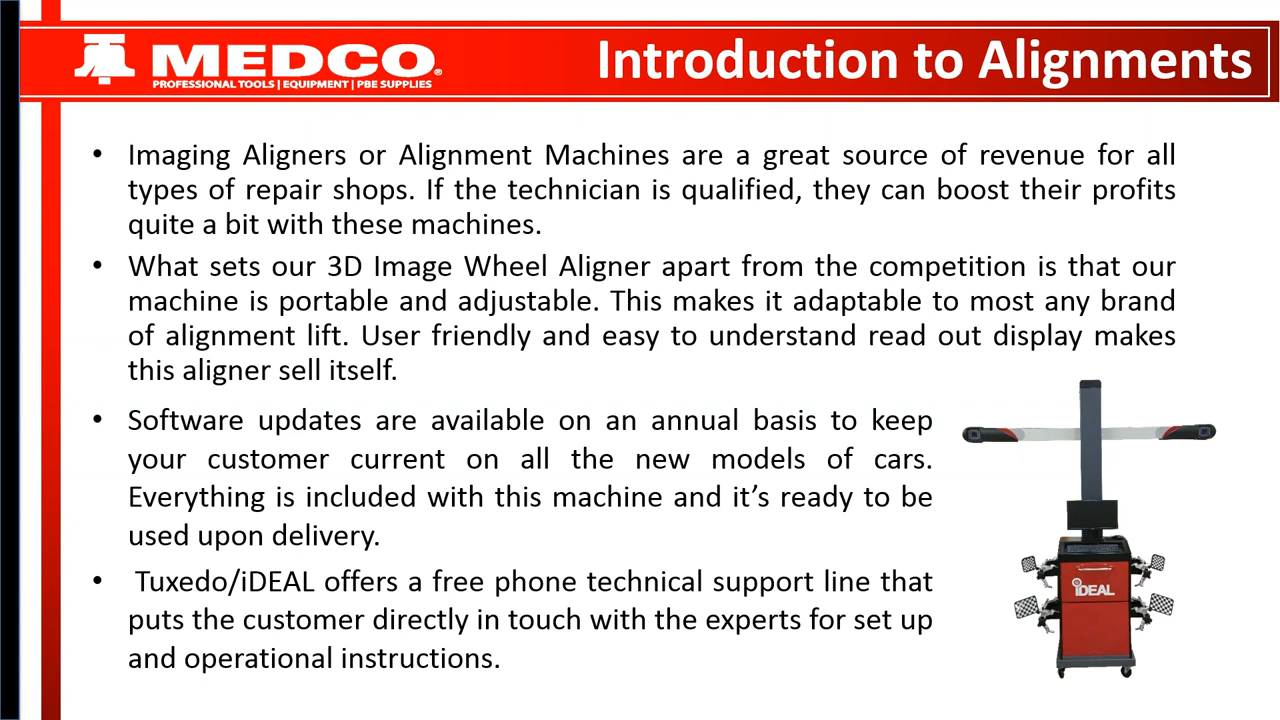 MEDCO®
PROFESSIONAL TOOLS | EQUIPMENT | PBE SUPPLIES
Introduction to Alignments
• Imaging Aligners or Alignment Machines are a great source of revenue for all
types of repair shops. If the technician is qualified, they can boost their profits
quite a bit with these machines.
• What sets our 3D Image Wheel Aligner apart from the competition is that our
machine is portable and adjustable. This makes it adaptable to most any brand
of alignment lift. User friendly and easy to understand read out display makes
this aligner sell itself.
• Software updates are available on an annual basis to keep
your customer current on all the new models of cars.
Everything is included with this machine and it’s ready to be
used upon delivery.
• Tuxedo/iDEAL offers a free phone technical support line that
puts the customer directly in touch with the experts for set up
and operational instructions.
iDEAL